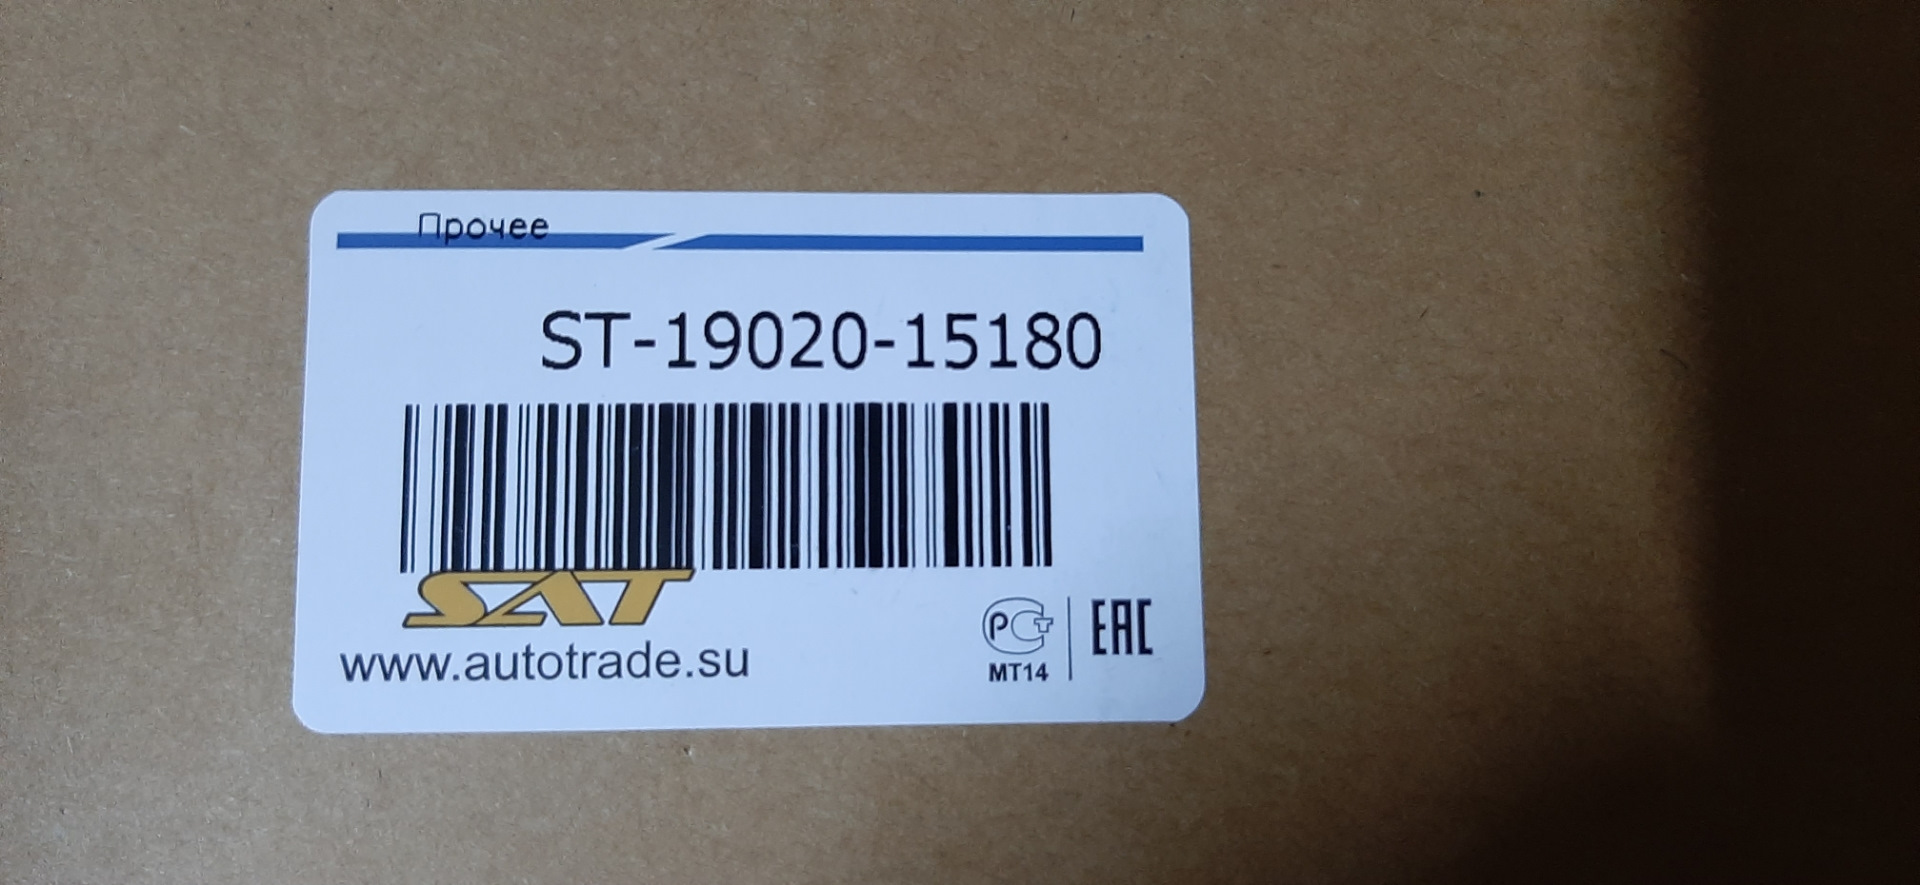 Прочее
ST-19020-15180
SAT
www.autotrade.su
РСТ
МТ14
EAC